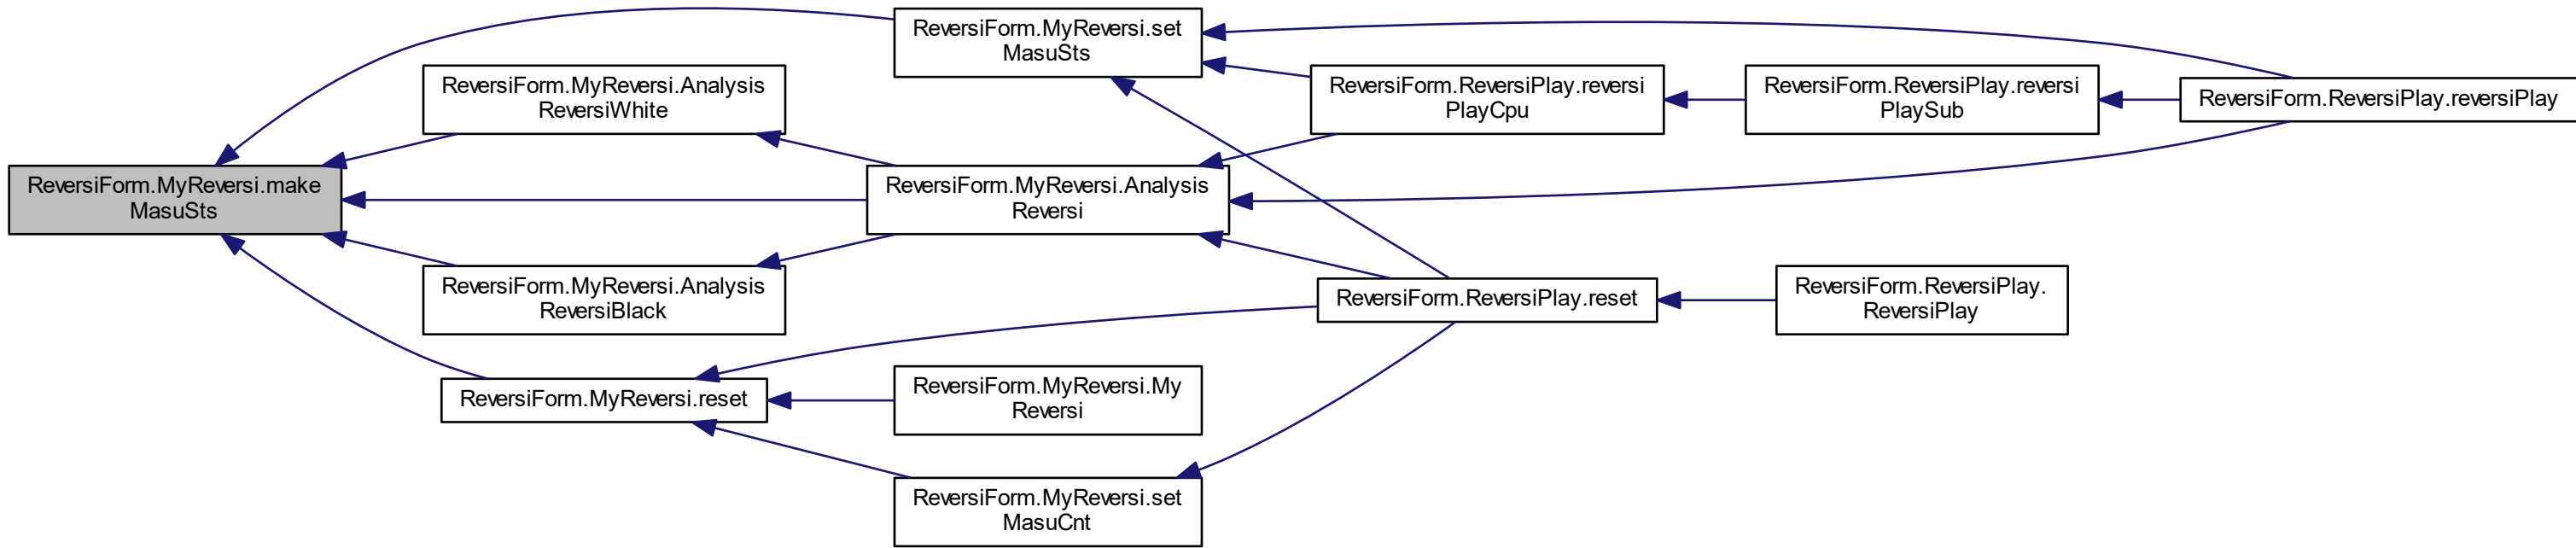 ReversiForm.MyReversi.make
MasuSts
ReversiForm.MyReversi.set
MasuSts
ReversiForm.MyReversi.Analysis
ReversiWhite
ReversiForm.MyReversi.Analysis
Reversi
ReversiForm.MyReversi.Analysis
ReversiBlack
ReversiForm.MyReversi.reset
ReversiForm.MyReversi.My
Reversi
ReversiForm.MyReversi.set
MasuCnt
ReversiForm.ReversiPlay.reversi
PlayCpu
ReversiForm.ReversiPlay.reset
ReversiForm.ReversiPlay.reversi
PlaySub
ReversiForm.ReversiPlay.
ReversiPlay
ReversiForm.ReversiPlay.reversiPlay